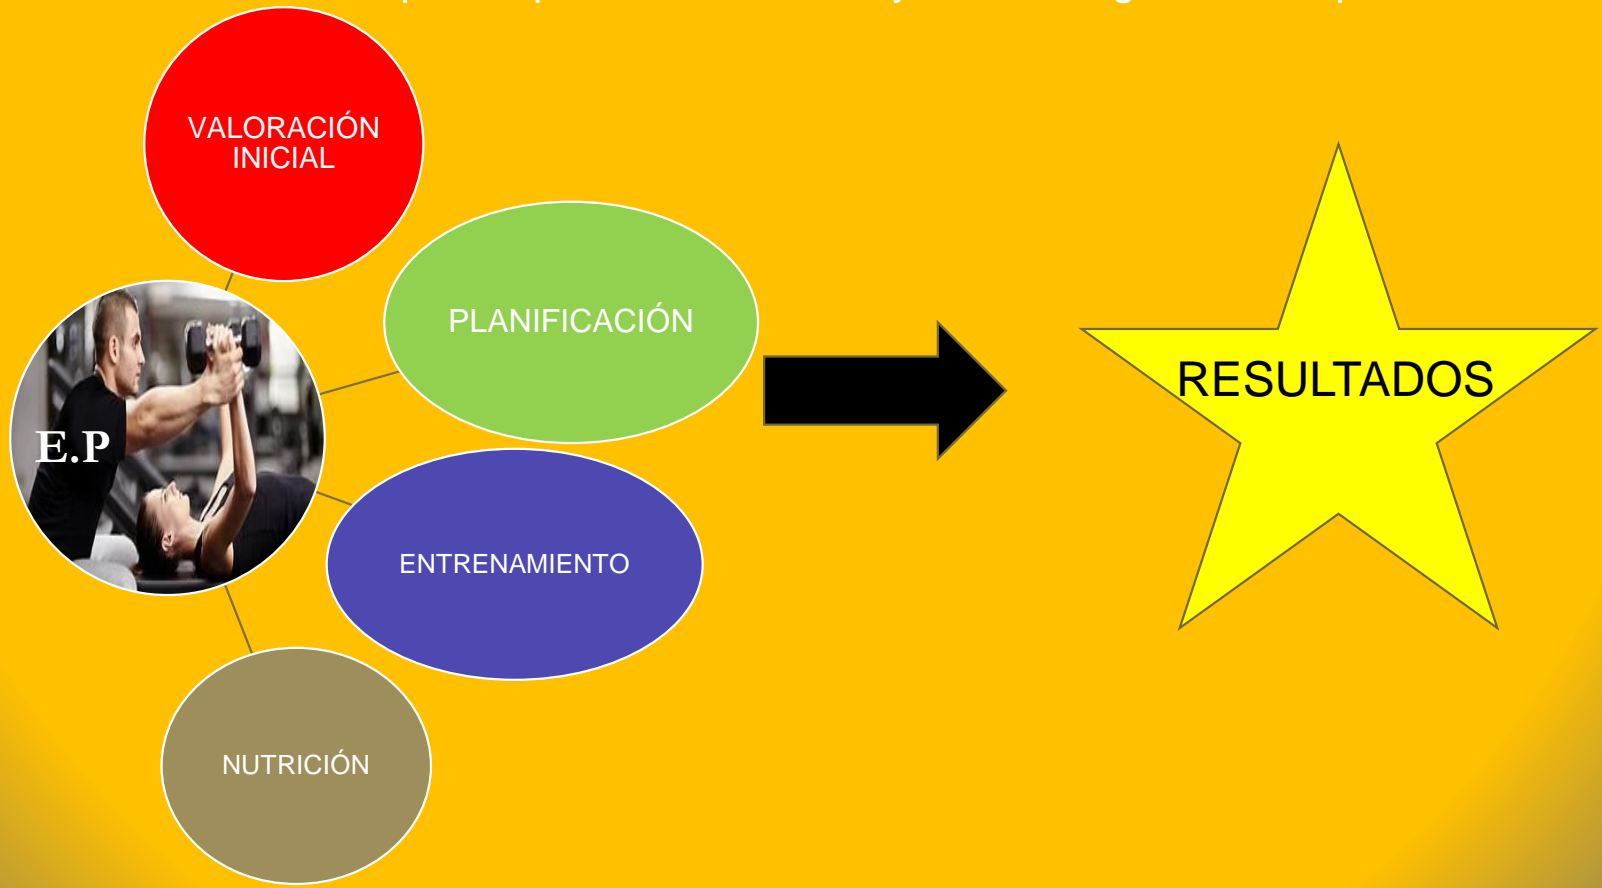 VALORACIÓN
INICIAL
PLANIFICACIÓN
RESULTADOS
E.P
ENTRENAMIENTO
NUTRICIÓN